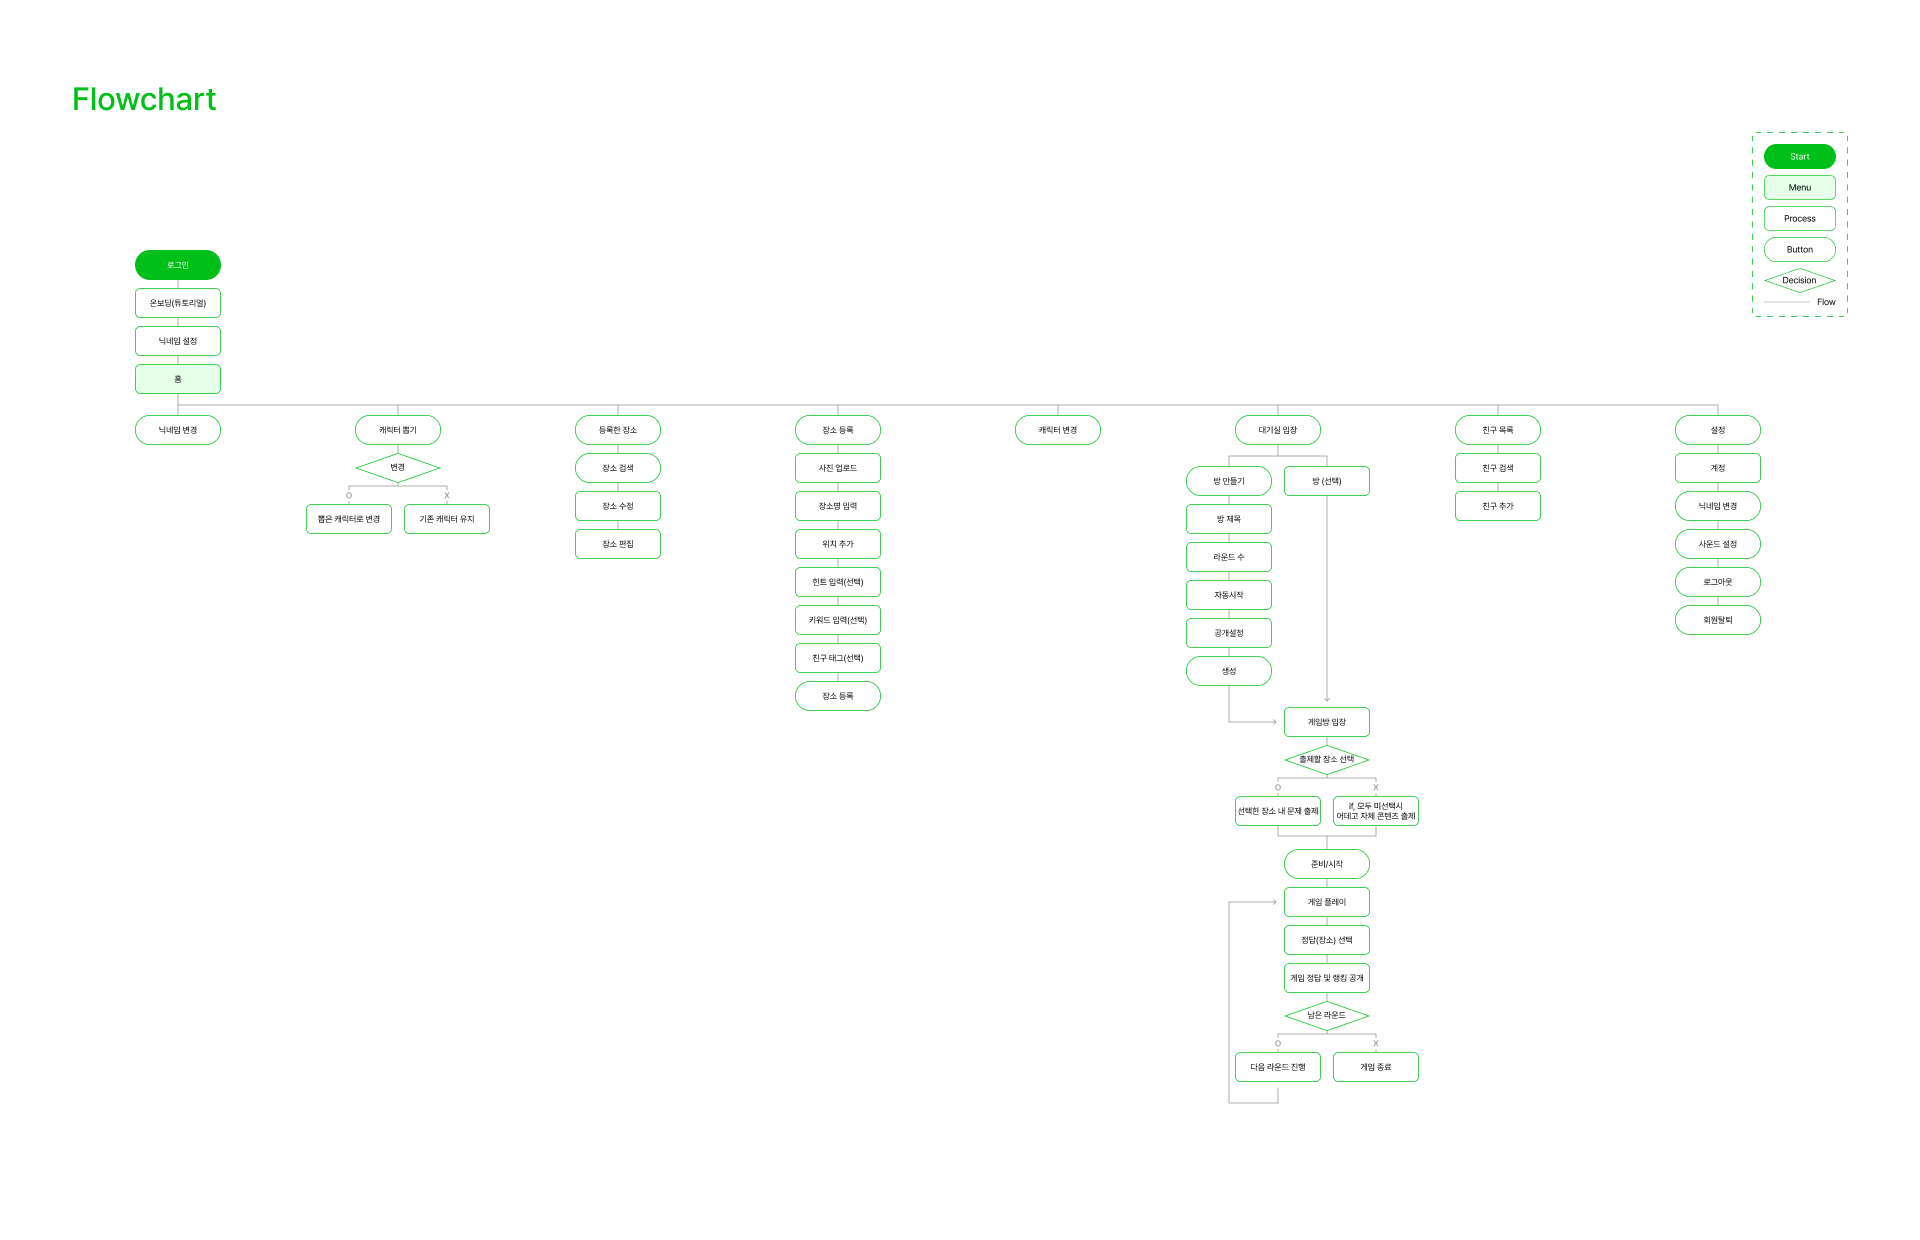 Flowchart
Start
Menu
Process
Button
Decision
Flow
로그인
온보딩(튜토리얼)
닉네임 설정
홈
닉네임 변경
캐릭터 뽑기
변경
O
X
뽑은 캐릭터로 변경
기존 캐릭터 유지
등록한 장소
장소 검색
장소 수정
장소 편집
장소 등록
사진 업로드
장소명 입력
위치 추가
힌트 입력(선택)
키워드 입력(선택)
친구 태그(선택)
장소 등록
캐릭터 변경
대기실 입장
방 만들기
방 제목
라운드 수
자동시작
공개설정
생성
방 (선택)
게임방 입장
출제할 장소 선택
O
X
선택한 장소 내 문제 출제
if, 모두 미선택시
어데고 자체 콘텐츠 출제
준비/시작
게임 플레이
정답(장소) 선택
게임 정답 및 랭킹 공개
남은 라운드
O
X
다음 라운드 진행
게임 종료
친구 목록
친구 검색
친구 추가
설정
계정
닉네임 변경
사운드 설정
로그아웃
회원탈퇴